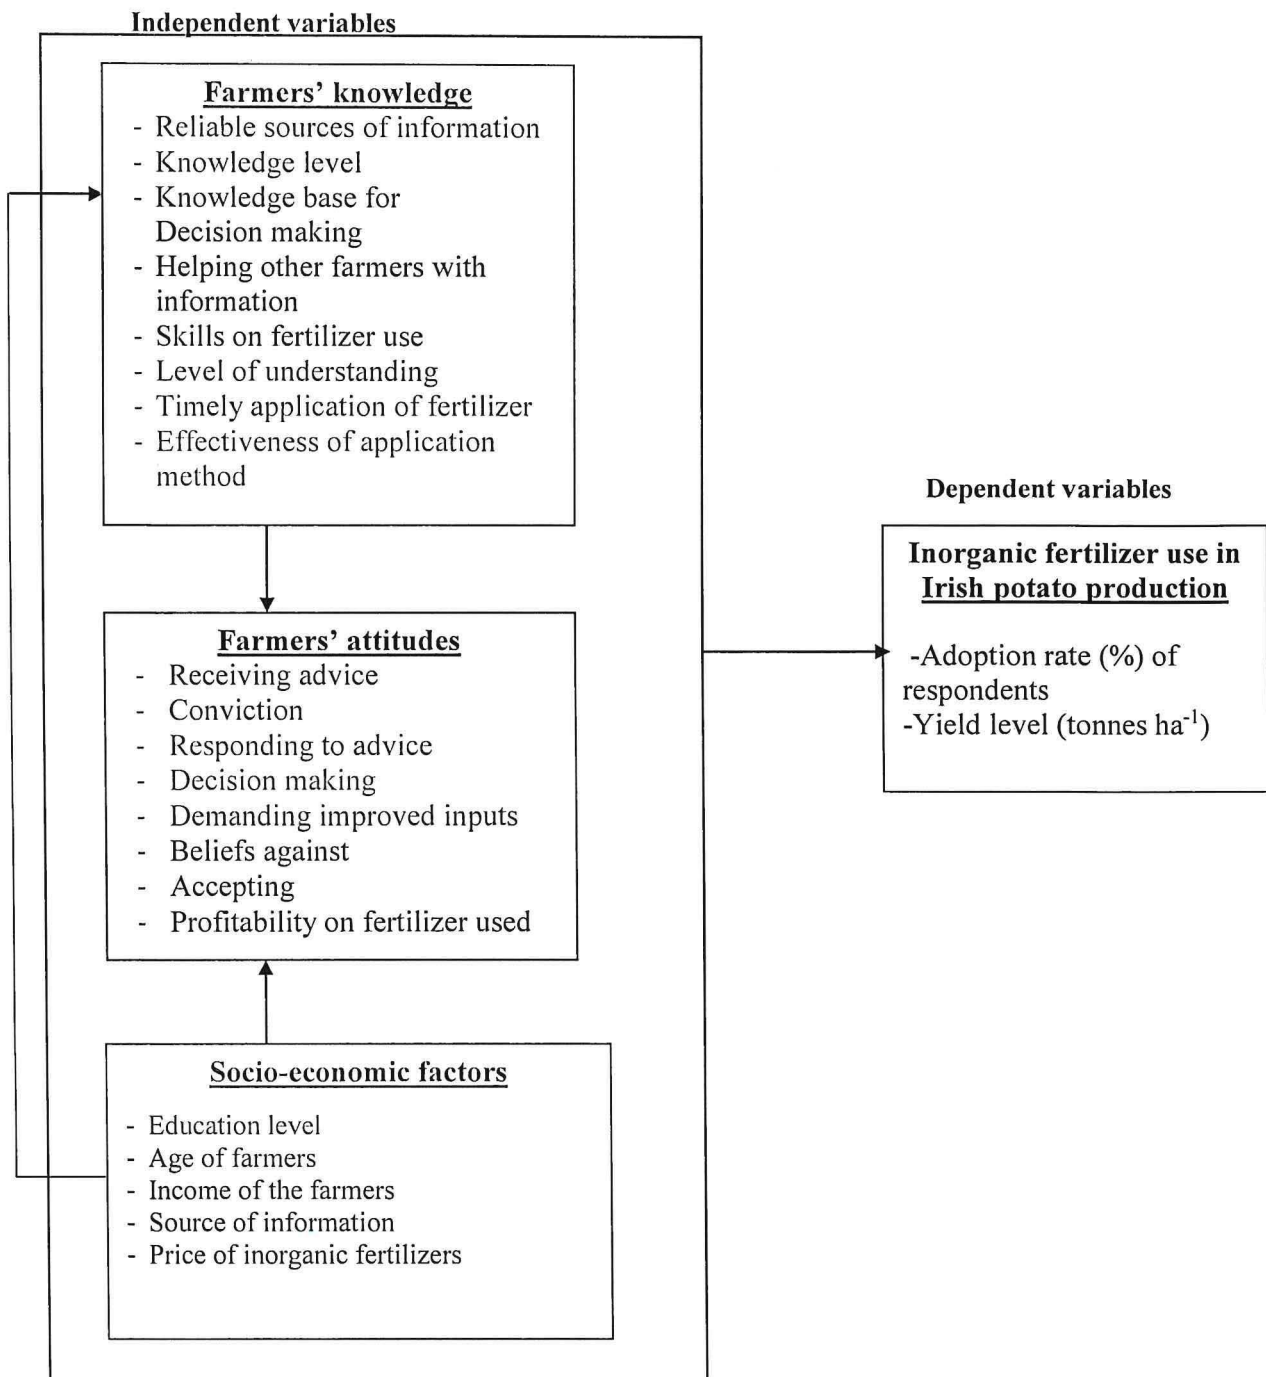 Independent variables
Farmers' knowledge
- Reliable sources of information
- Knowledge level
- Knowledge base for
Decision making
- Helping other farmers with
information
- Skills on fertilizer use
- Level of understanding
- Timely application of fertilizer
- Effectiveness of application
method
Farmers' attitudes
- Receiving advice
- Conviction
- Responding to advice
- Decision making
- Demanding improved inputs
- Beliefs against
- Accepting
- Profitability on fertilizer used
Socio-economic factors
- Education level
- Age of farmers
- Income of the farmers
- Source of information
- Price of inorganic fertilizers
Dependent variables
Inorganic fertilizer use in
Irish potato production
-Adoption rate (%) of
respondents
-Yield level (tonnes ha⁻¹)